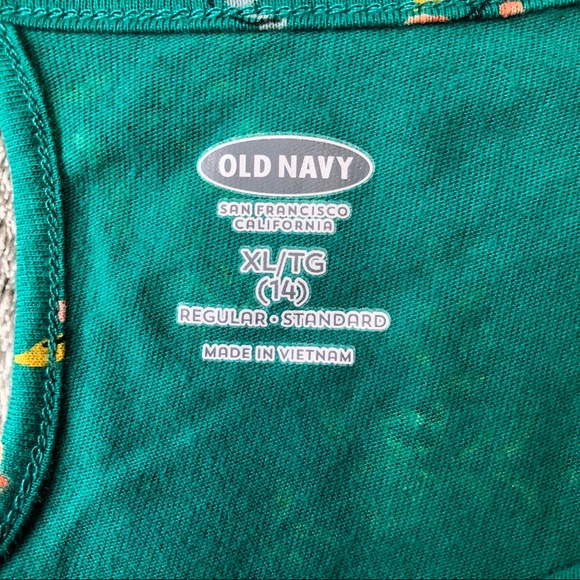 OLD NAVY
SAN FRANCISCO
CALIFORNIA
XL/TG
(14)
REGULAR • STANDARD
MADE IN VIETNAM